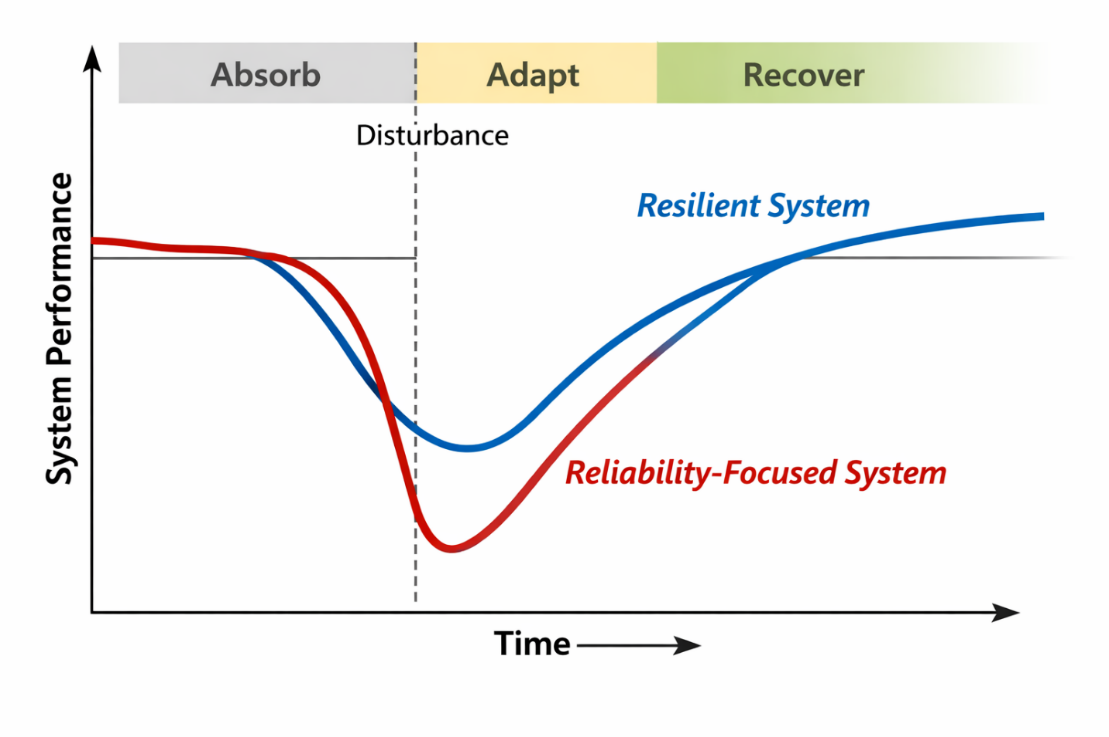 Absorb
Adapt
Recover
Disturbance
Resilient System
System Performance
Reliability-Focused System
Time